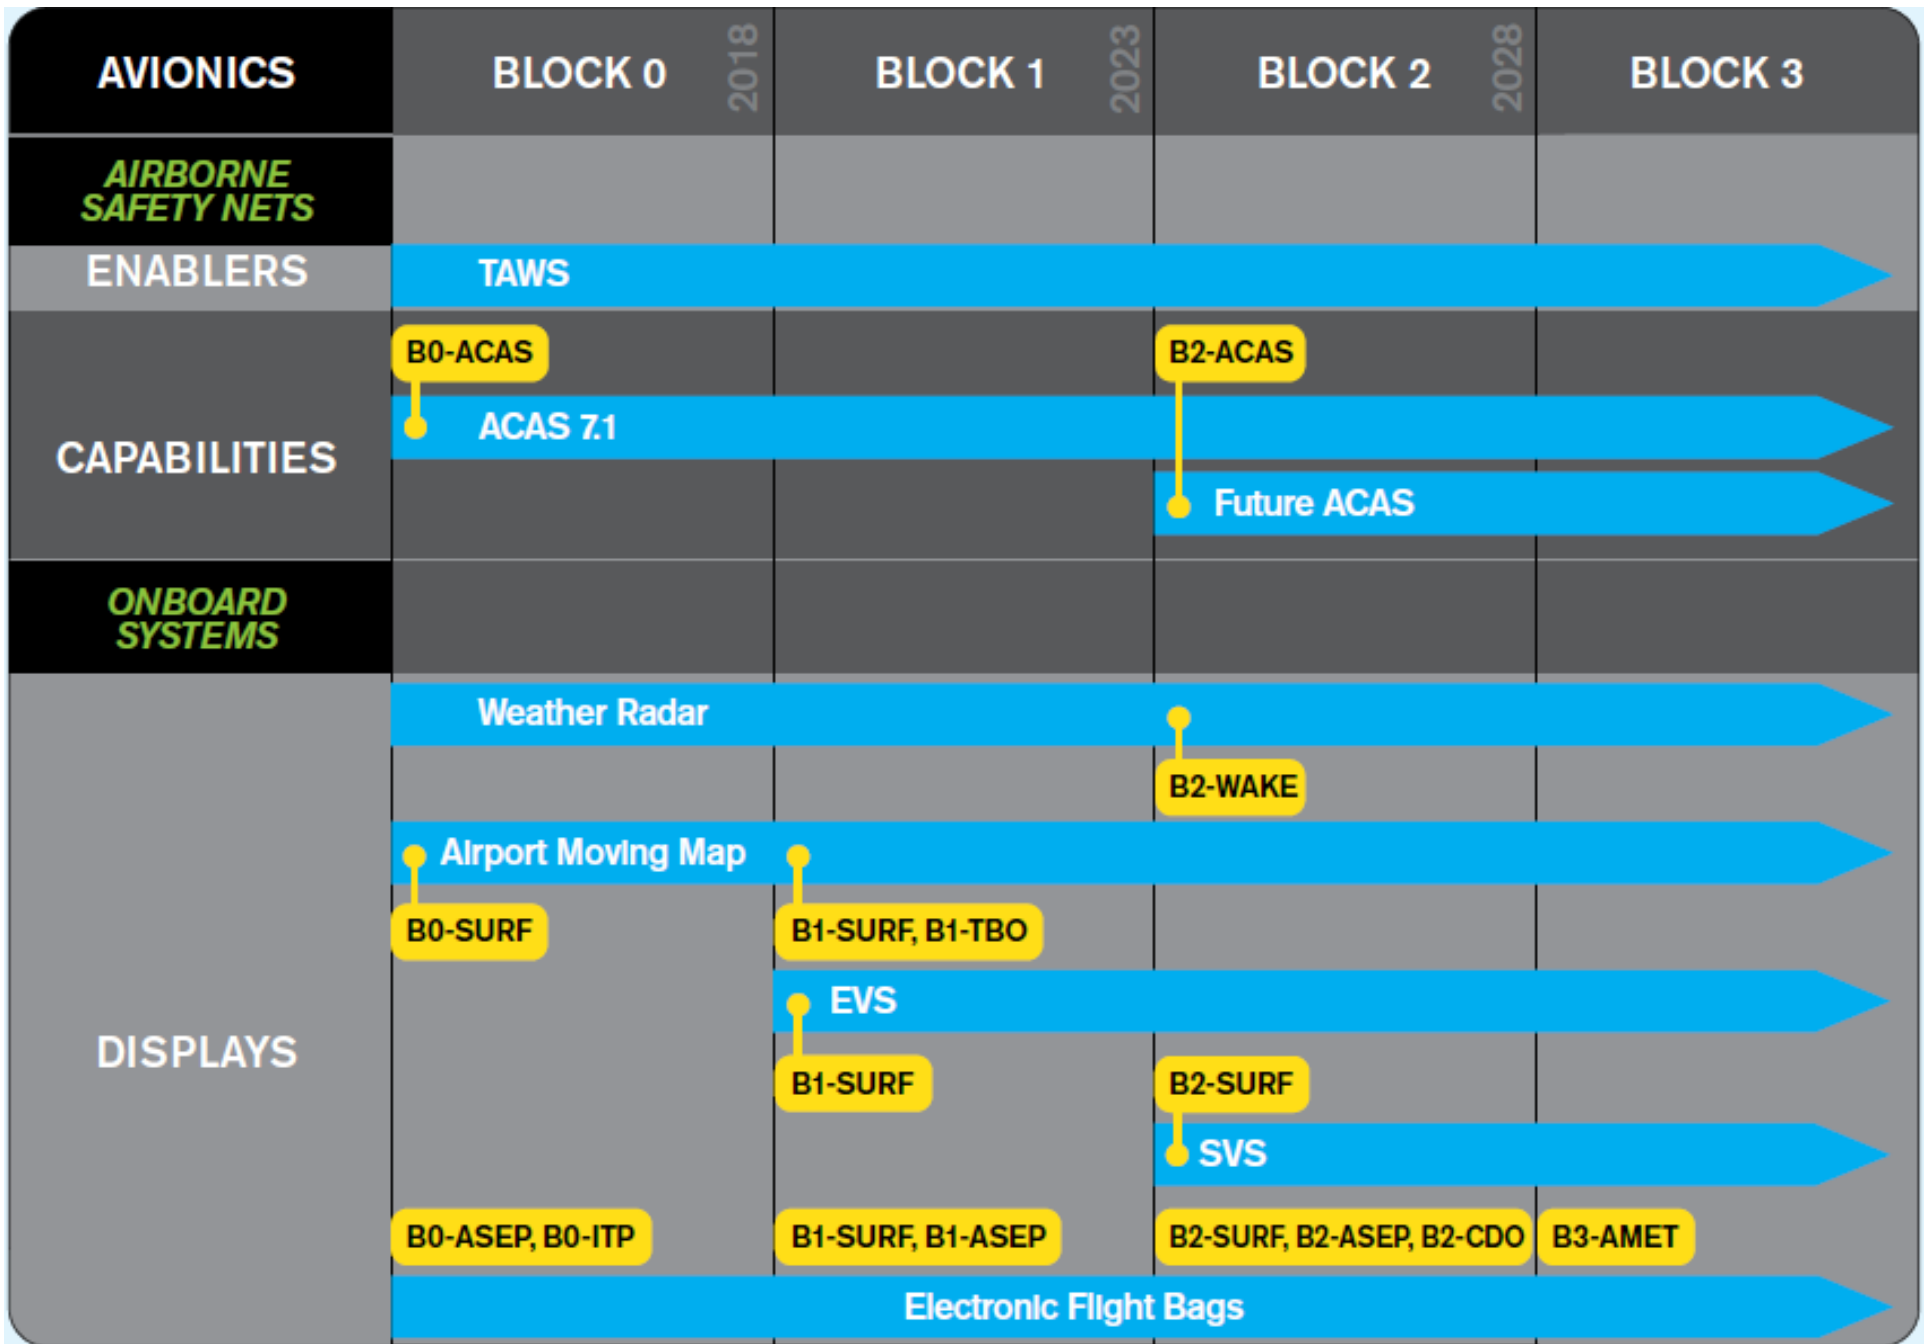 AVIONICS
BLOCK 0
2018
BLOCK 1
2023
BLOCK 2
2028
BLOCK 3
AIRBORNE
SAFETY NETS
ENABLERS
TAWS
B0-ACAS
B2-ACAS
ACAS 7.1
CAPABILITIES
Future ACAS
ONBOARD
SYSTEMS
Weather Radar
B2-WAKE
Airport Moving Map
B0-SURF
B1-SURF, B1-TBO
EVS
DISPLAYS
B1-SURF
B2-SURF
SVS
B0-ASEP, B0-ITP
B1-SURF, B1-ASEP
B2-SURF, B2-ASEP, B2-CDO
B3-AMET
Electronic Flight Bags